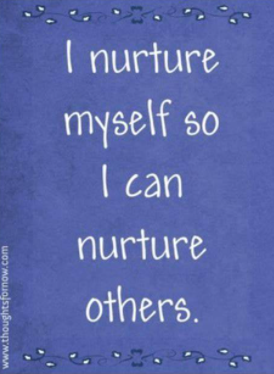 I nurture
myself so
I can
nurture
others.
www.thoughtsfornow.com